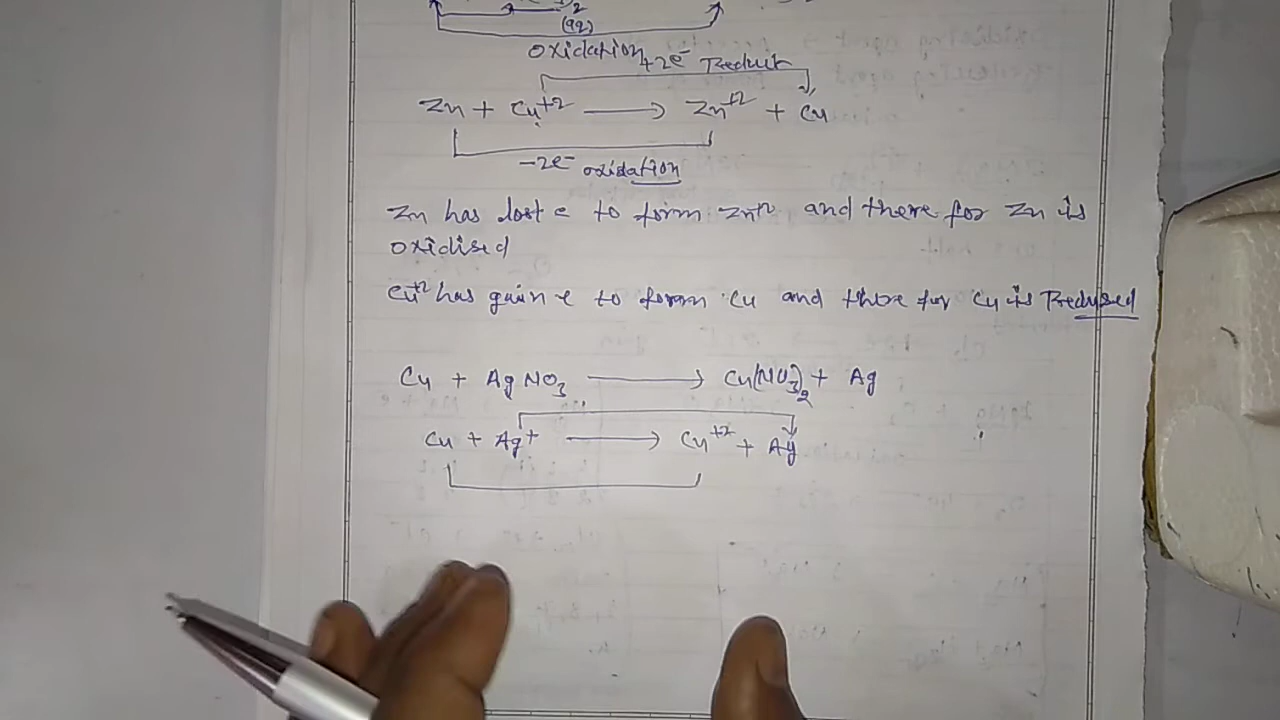 (aq)
oxidation
+2e⁻ Reduit
Zn + Cu⁺² ⟶ Zn⁺² + Cu
-2e⁻ oxidation
Zn has lost e to form Zn⁺² and there for Zn is
oxidised
Cu⁺² has gain e to form Cu and there for Cu is Redused
Cu + AgNO₃ ⟶ Cu(NO₃)₂ + Ag
Cu + Ag⁺ ⟶ Cu⁺² + Ag